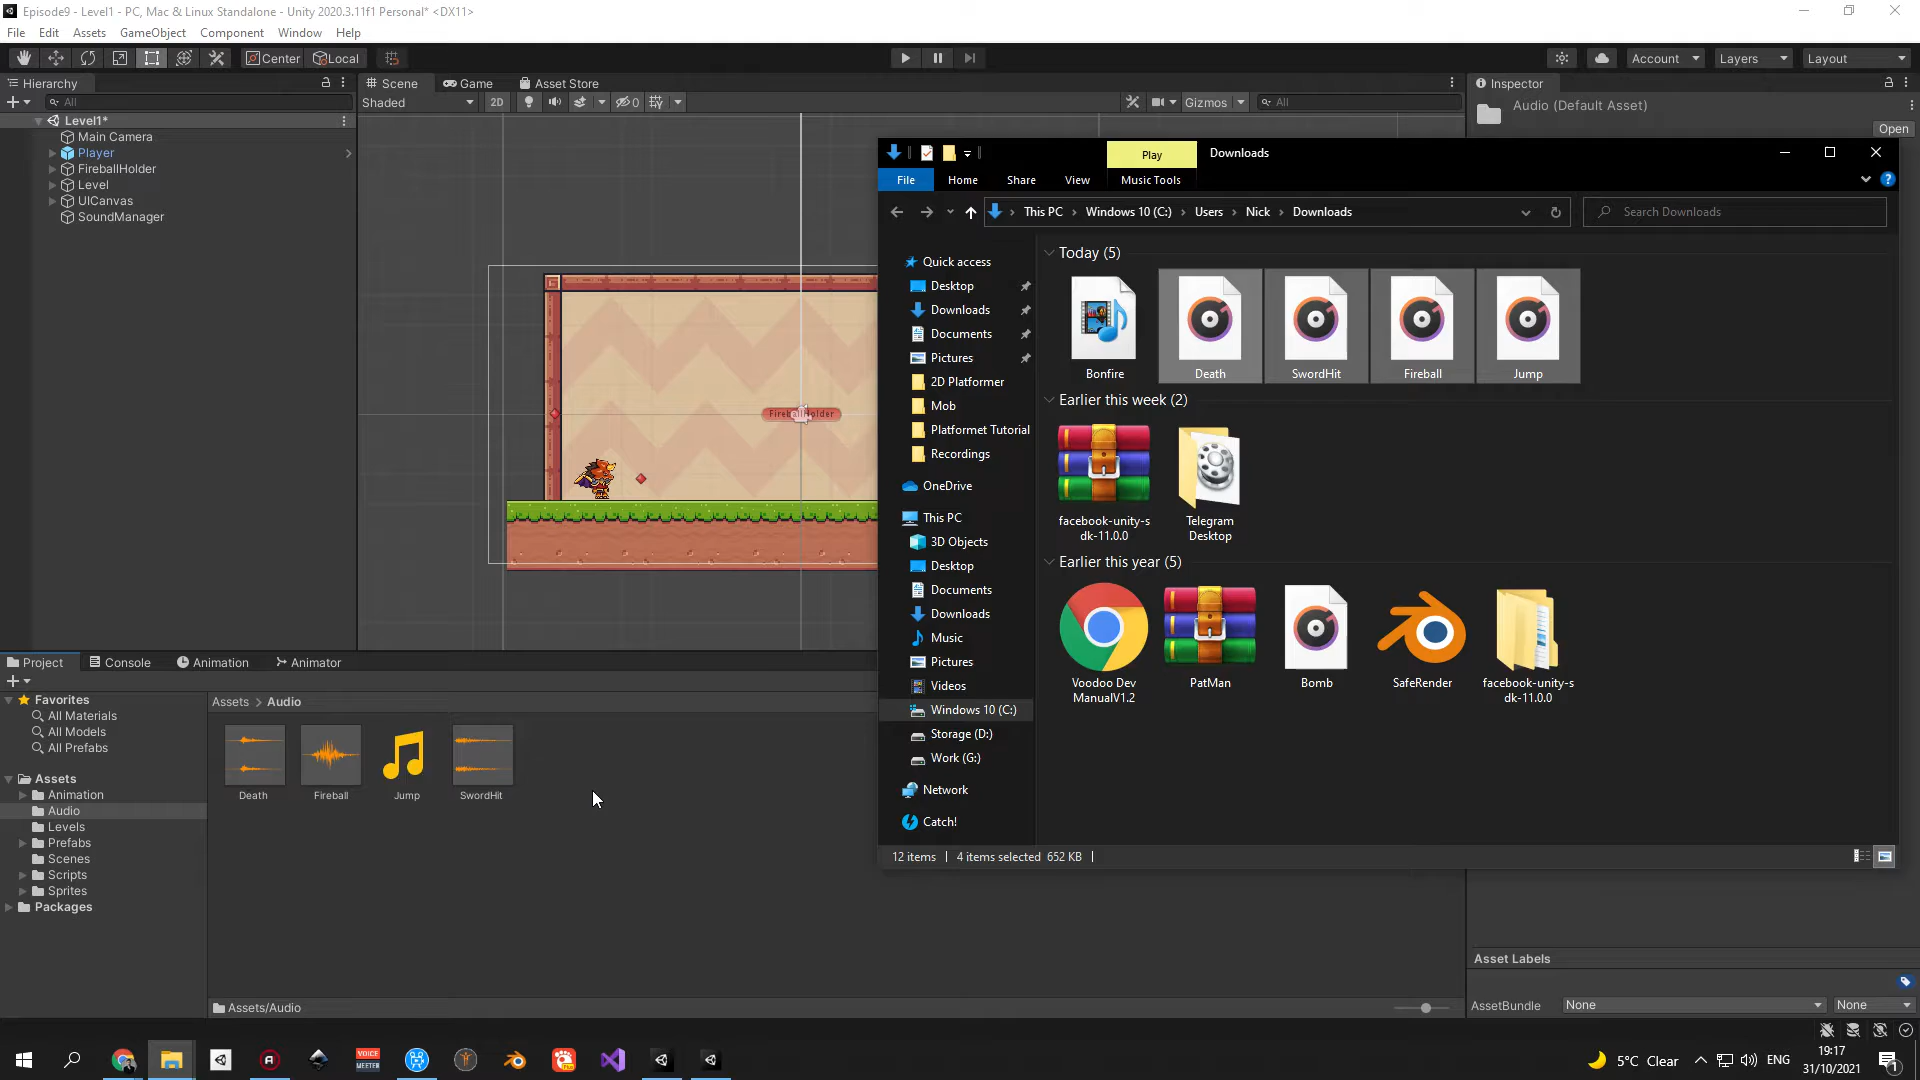 Episode9 - Level1 - PC, Mac & Linux Standalone - Unity 2020.3.11f1 Personal* <DX11>
File Edit Assets GameObject Component Window Help
Center Local
Account Layers Layout
Hierarchy
All
Level1*
Main Camera
Player
FireballHolder
Level
UICanvas
SoundManager
Scene Game Asset Store
Shaded 2D 0 Gizmos All
FireballHolder
Inspector
Audio (Default Asset)
Open
Play Downloads
File Home Share View Music Tools
This PC Windows 10 (C:) Users Nick Downloads
Search Downloads
Quick access
Desktop
Downloads
Documents
Pictures
2D Platformer
Mob
Platformet Tutorial
Recordings
OneDrive
This PC
3D Objects
Desktop
Documents
Downloads
Music
Pictures
Videos
Windows 10 (C:)
Storage (D:)
Work (G:)
Network
Catch!
Today (5)
Bonfire Death SwordHit Fireball Jump
Earlier this week (2)
facebook-unity-s
dk-11.0.0
Telegram
Desktop
Earlier this year (5)
Voodoo Dev
ManualV1.2
PatMan
Bomb
SafeRender
facebook-unity-s
dk-11.0.0
12 items 4 items selected 652 KB
Project Console Animation Animator
Favorites
All Materials
All Models
All Prefabs
Assets
Animation
Audio
Levels
Prefabs
Scenes
Scripts
Sprites
Packages
Assets > Audio
Death Fireball Jump SwordHit
Assets/Audio
Asset Labels
AssetBundle None None
VOICE
MEETER
5°C Clear
ENG
19:17
31/10/2021
1